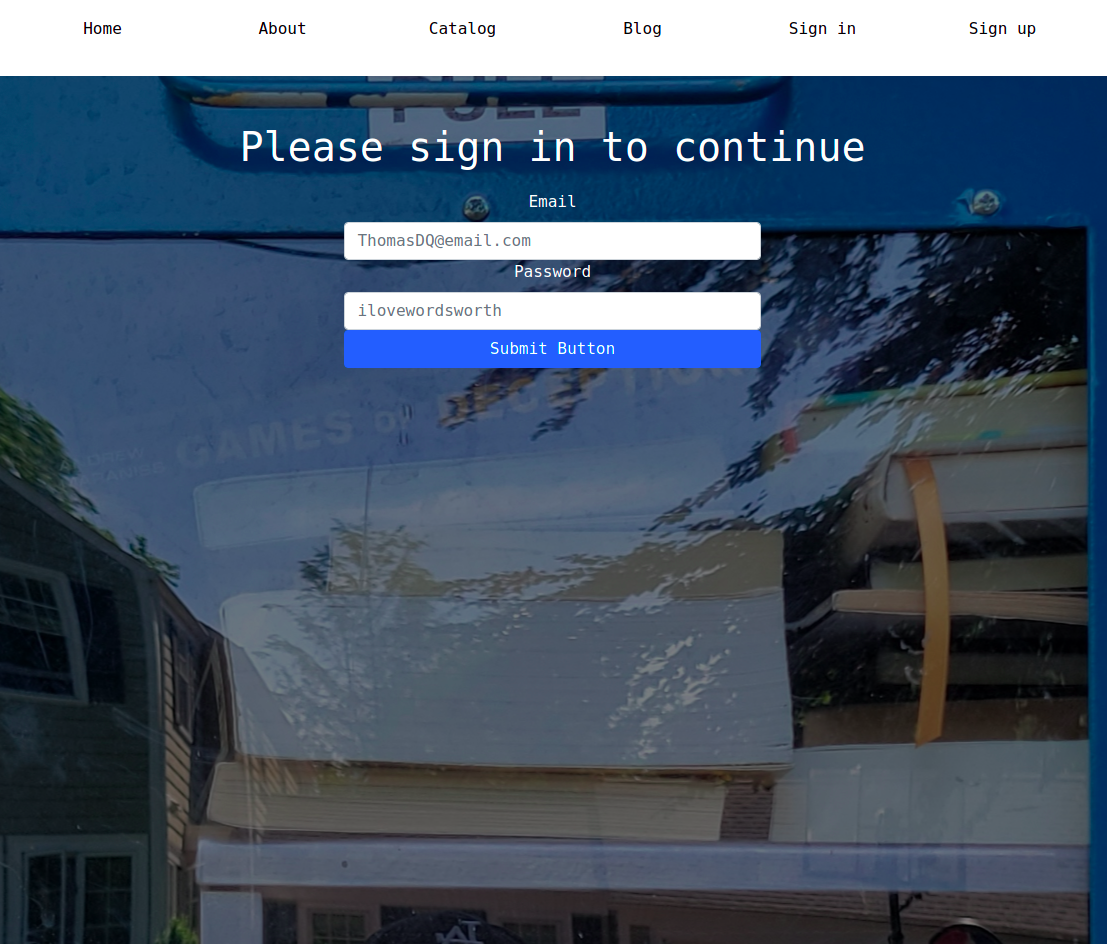 Home About Catalog Blog Sign in Sign up
PULL
Please sign in to continue
Email
ThomasDQ@email.com
Password
ilovewordsworth
Submit Button
GAMES OF DECEPTION
ANDREW
MARANISS